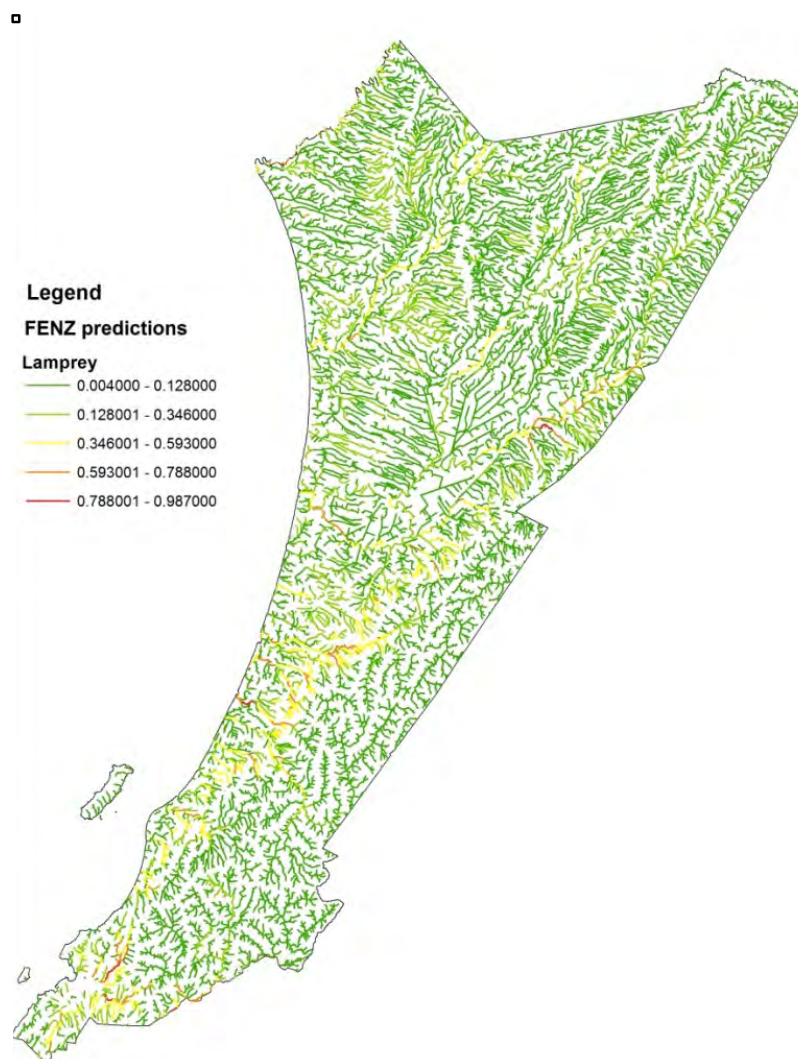 Legend
FENZ predictions
Lamprey
0.004000 - 0.128000
0.128001 - 0.346000
0.346001 - 0.593000
0.593001 - 0.788000
0.788001 - 0.987000